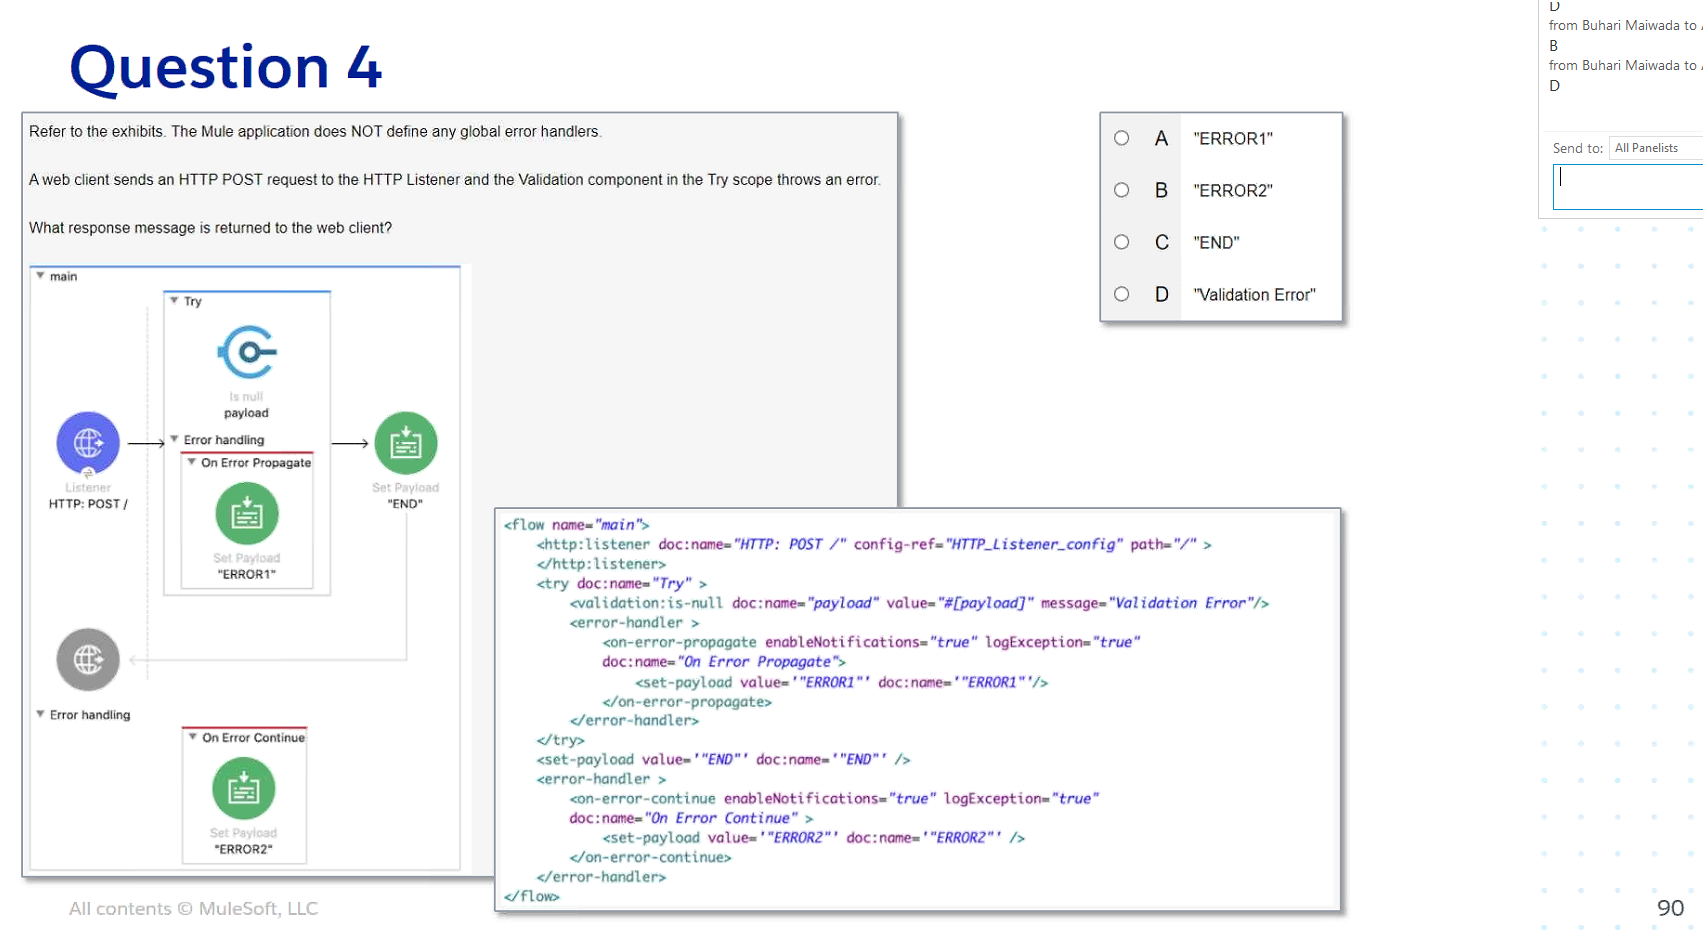 Question 4
Refer to the exhibits. The Mule application does NOT define any global error handlers.
A web client sends an HTTP POST request to the HTTP Listener and the Validation component in the Try scope throws an error.
What response message is returned to the web client?
main
Try
Is null
payload
Error handling
On Error Propagate
Set Payload
"ERROR1"
Listener
HTTP: POST /
Set Payload
"END"
Error handling
On Error Continue
Set Payload
"ERROR2"
A "ERROR1"
B "ERROR2"
C "END"
D "Validation Error"
<flow name="main">
<http:listener doc:name="HTTP: POST /" config-ref="HTTP_Listener_config" path="/" >
</http:listener>
<try doc:name="Try" >
<validation:is-null doc:name="payload" value="#[payload]" message="Validation Error"/>
<error-handler >
<on-error-propagate enableNotifications="true" logException="true"
doc:name="On Error Propagate">
<set-payload value='"ERROR1"' doc:name='"ERROR1"'/>
</on-error-propagate>
</error-handler>
</try>
<set-payload value='"END"' doc:name='"END"' />
<error-handler >
<on-error-continue enableNotifications="true" logException="true"
doc:name="On Error Continue" >
<set-payload value='"ERROR2"' doc:name='"ERROR2"' />
</on-error-continue>
</error-handler>
</flow>
D
from Buhari Maiwada to
B
from Buhari Maiwada to
D
Send to: All Panelists
All contents © MuleSoft, LLC
90